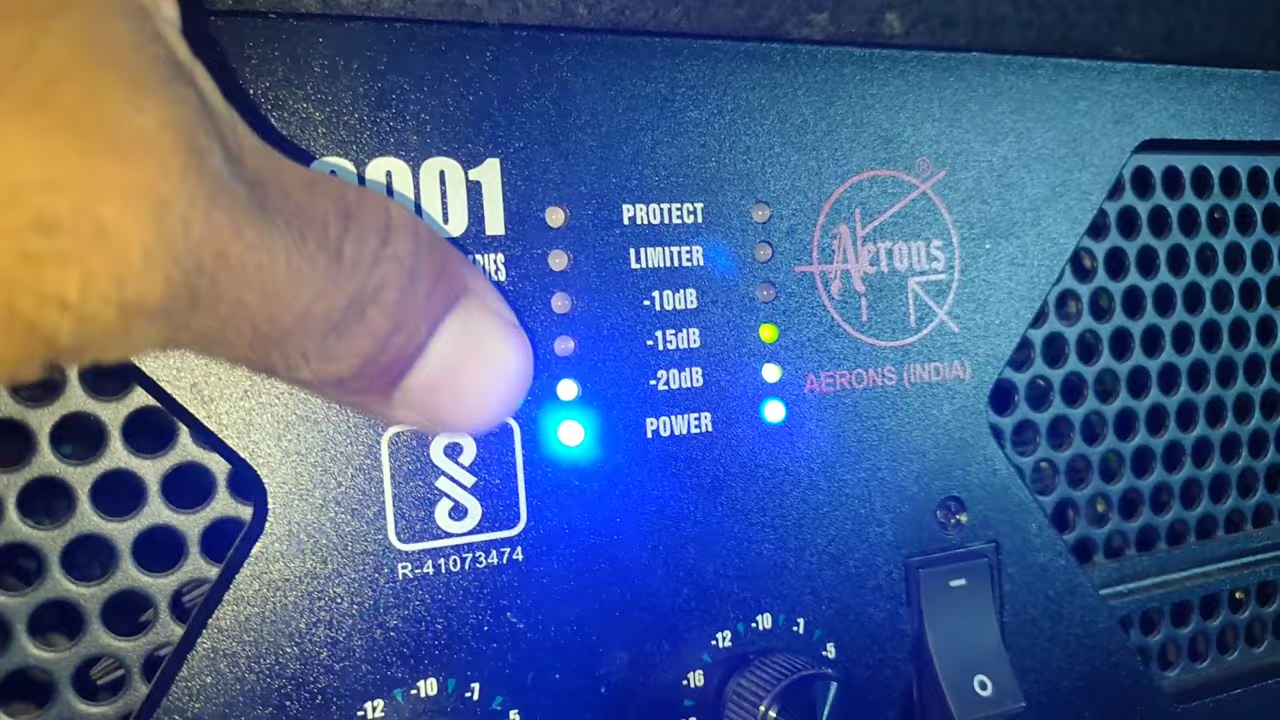 PROTECT
LIMITER
-10dB
-15dB
-20dB
POWER
®
Aerons
AERONS (INDIA)
R-41073474
-12 -10 -7
-5
-16
-12 -10 -7
5